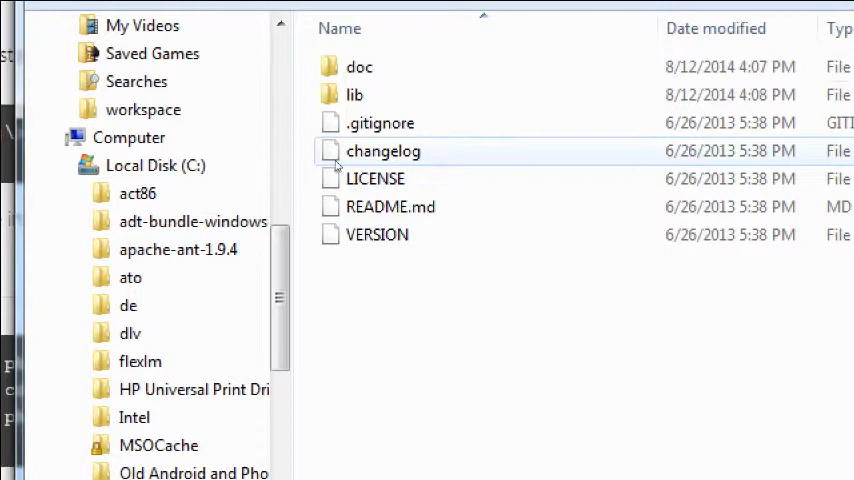 Name Date modified Typ
My Videos
Saved Games
Searches
workspace
Computer
Local Disk (C:)
act86
adt-bundle-windows
apache-ant-1.9.4
ato
de
dlv
flexlm
HP Universal Print Dri
Intel
MSOCache
Old Android and Pho
doc 8/12/2014 4:07 PM File
lib 8/12/2014 4:08 PM File
.gitignore 6/26/2013 5:38 PM GITI
changelog 6/26/2013 5:38 PM File
LICENSE 6/26/2013 5:38 PM File
README.md 6/26/2013 5:38 PM MD
VERSION 6/26/2013 5:38 PM File
st
\
in
p
c
p